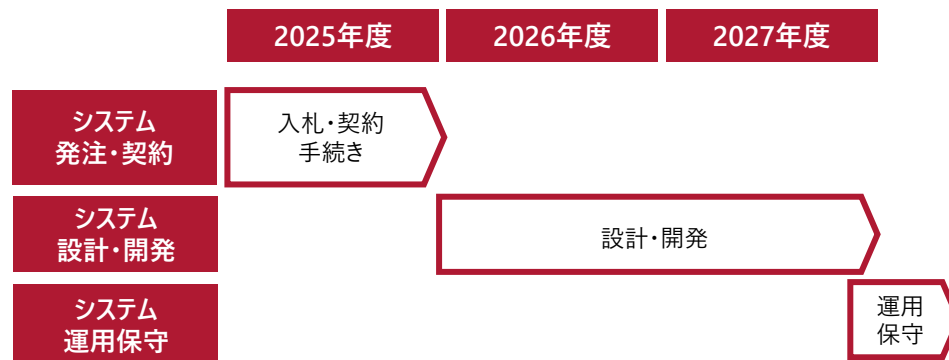 2025年度
2026年度
2027年度
システム
発注・契約
入札・契約
手続き
システム
設計・開発
設計・開発
システム
運用保守
運用
保守